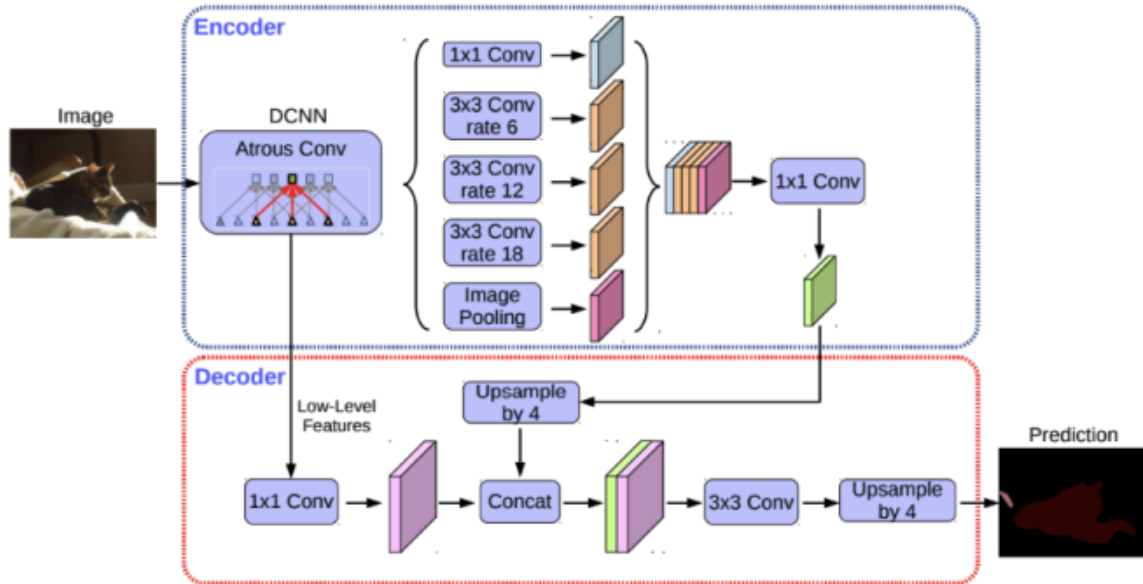 Encoder
Image
DCNN
Atrous Conv
1x1 Conv
3x3 Conv
rate 6
3x3 Conv
rate 12
3x3 Conv
rate 18
Image
Pooling
1x1 Conv
Decoder
Low-Level
Features
Upsample
by 4
1x1 Conv
Concat
3x3 Conv
Upsample
by 4
Prediction